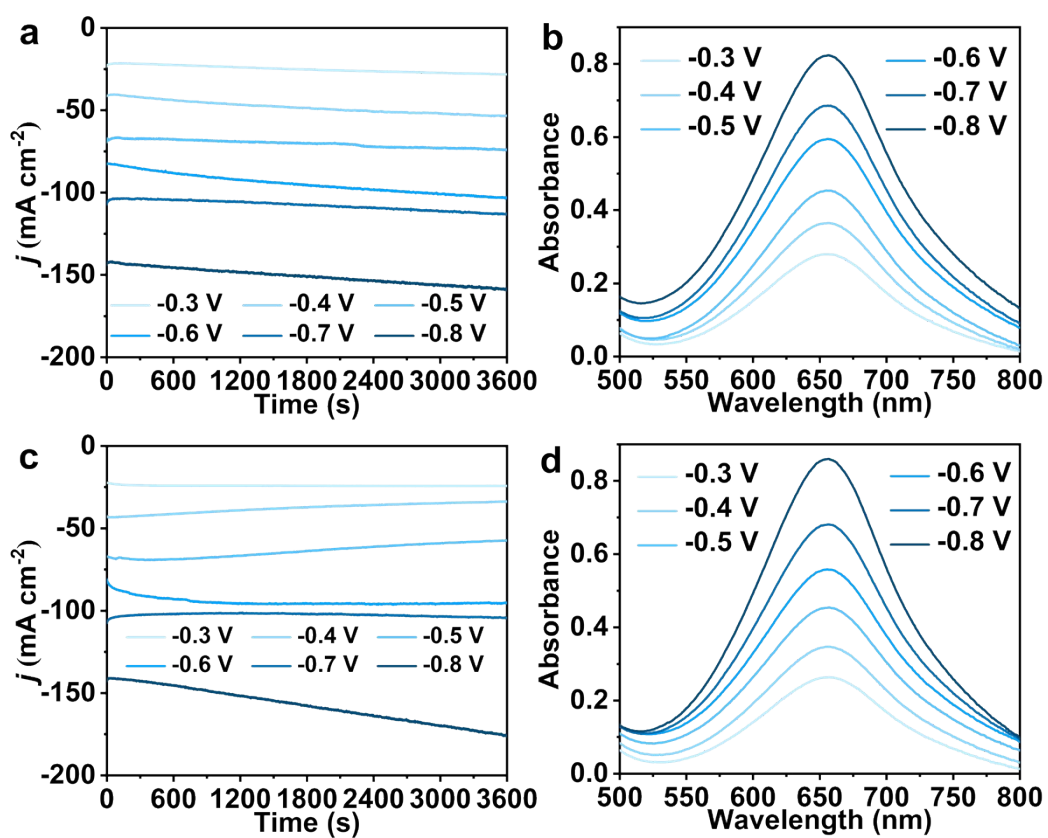 a
0
-50
-100
-150
-200
j (mA cm-2)
-0.3 V -0.4 V -0.5 V
-0.6 V -0.7 V -0.8 V
0 600 1200 1800 2400 3000 3600
Time (s)
b
0.8
0.6
0.4
0.2
0.0
Absorbance
-0.3 V -0.6 V
-0.4 V -0.7 V
-0.5 V -0.8 V
500 550 600 650 700 750 800
Wavelength (nm)
c
0
-50
-100
-150
-200
j (mA cm-2)
-0.3 V -0.4 V -0.5 V
-0.6 V -0.7 V -0.8 V
0 600 1200 1800 2400 3000 3600
Time (s)
d
0.8
0.6
0.4
0.2
0.0
Absorbance
-0.3 V -0.6 V
-0.4 V -0.7 V
-0.5 V -0.8 V
500 550 600 650 700 750 800
Wavelength (nm)